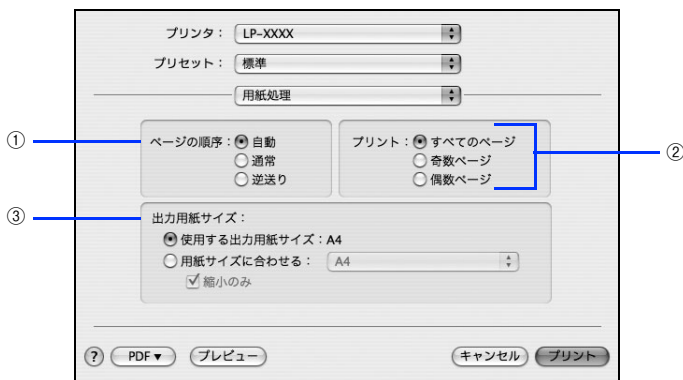 プリンタ： LP-XXXX
プリセット： 標準
用紙処理
① ページの順序： 自動
通常
逆送り
プリント： すべてのページ ②
奇数ページ
偶数ページ
③ 出力用紙サイズ：
使用する出力用紙サイズ：A4
用紙サイズに合わせる： A4
縮小のみ
? PDF▼ プレビュー キャンセル プリント